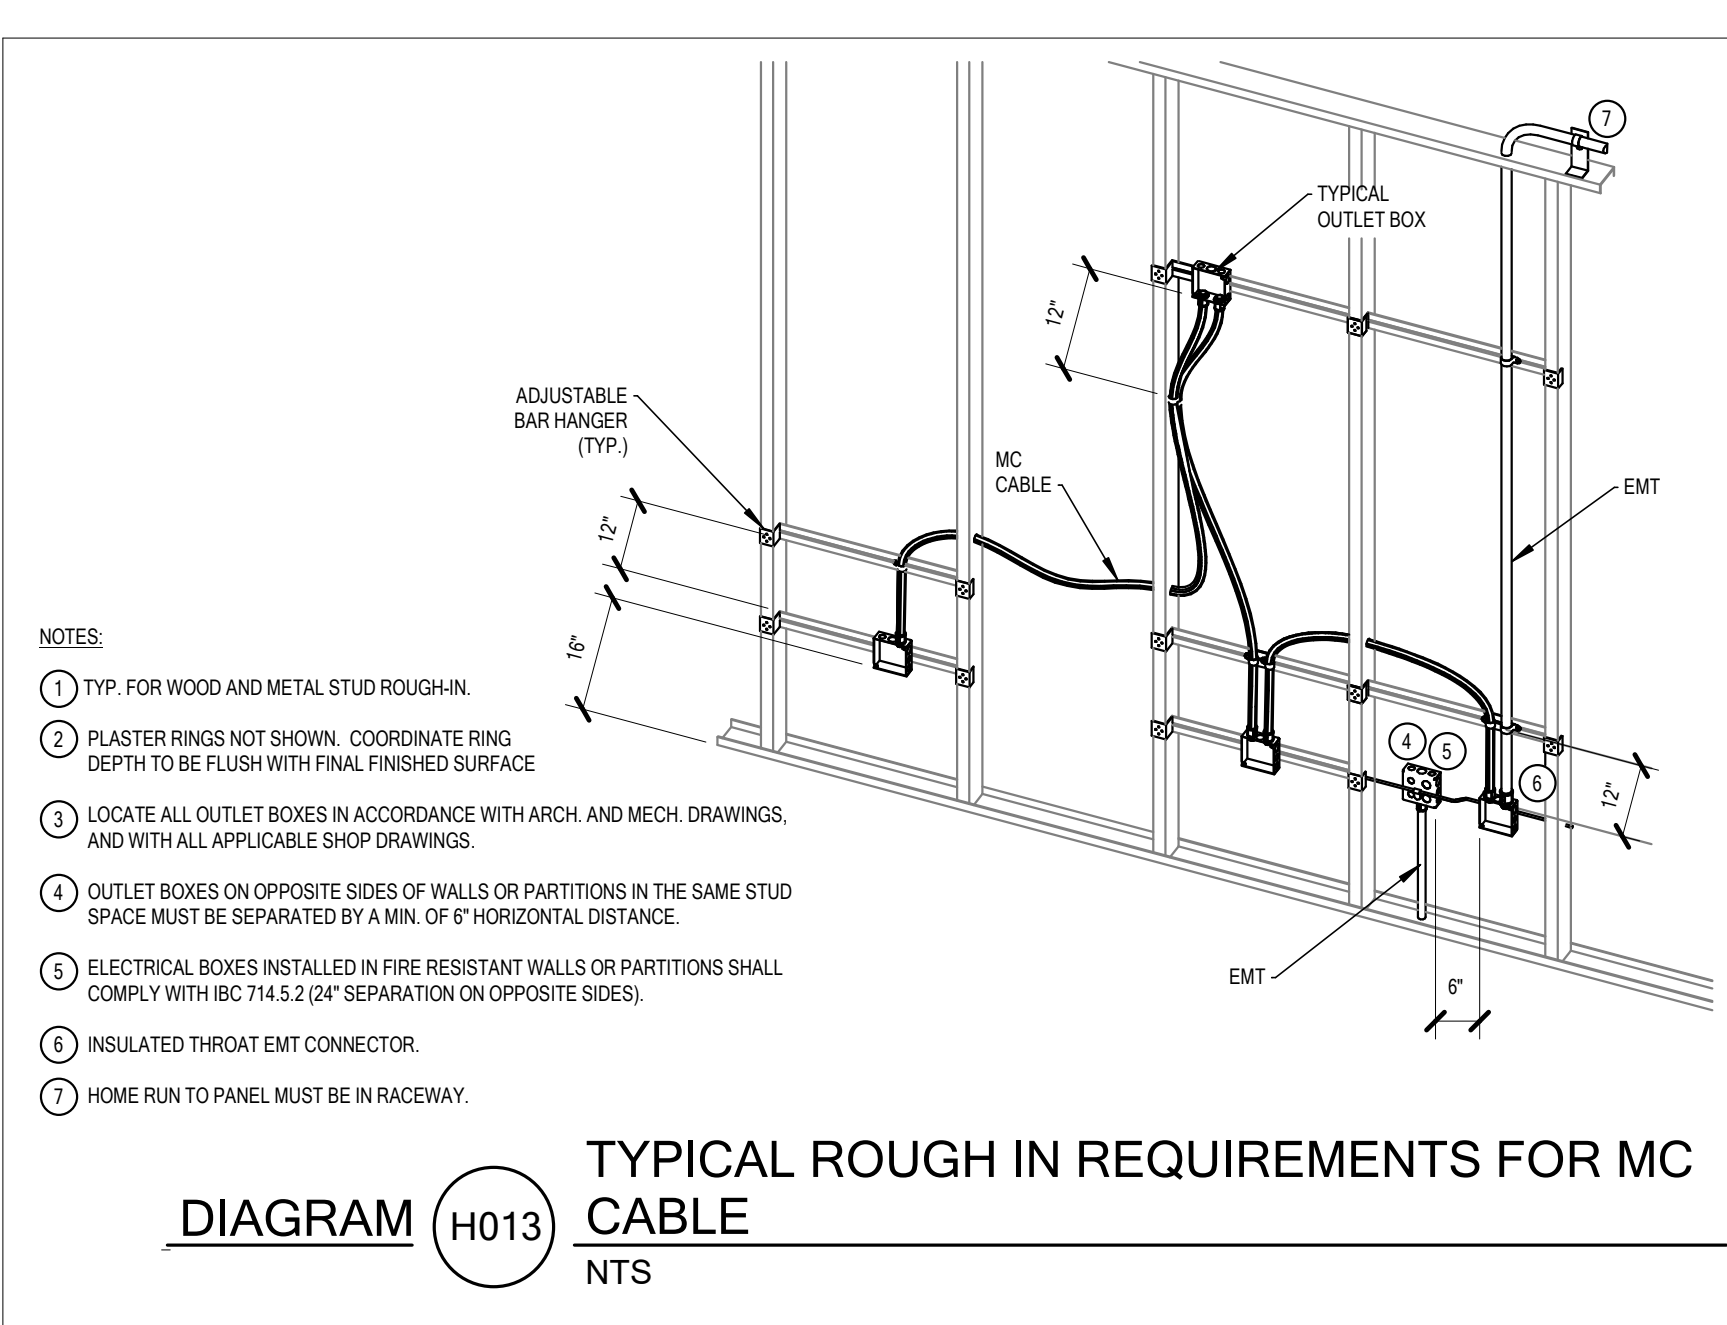 7
TYPICAL
OUTLET BOX
12"
ADJUSTABLE
BAR HANGER
(TYP.)
MC
CABLE
EMT
12"
16"
4
5
6
12"
EMT
6"
NOTES:
1 TYP. FOR WOOD AND METAL STUD ROUGH-IN.
2 PLASTER RINGS NOT SHOWN. COORDINATE RING
DEPTH TO BE FLUSH WITH FINAL FINISHED SURFACE
3 LOCATE ALL OUTLET BOXES IN ACCORDANCE WITH ARCH. AND MECH. DRAWINGS,
AND WITH ALL APPLICABLE SHOP DRAWINGS.
4 OUTLET BOXES ON OPPOSITE SIDES OF WALLS OR PARTITIONS IN THE SAME STUD
SPACE MUST BE SEPARATED BY A MIN. OF 6" HORIZONTAL DISTANCE.
5 ELECTRICAL BOXES INSTALLED IN FIRE RESISTANT WALLS OR PARTITIONS SHALL
COMPLY WITH IBC 714.5.2 (24" SEPARATION ON OPPOSITE SIDES).
6 INSULATED THROAT EMT CONNECTOR.
7 HOME RUN TO PANEL MUST BE IN RACEWAY.
DIAGRAM H013
TYPICAL ROUGH IN REQUIREMENTS FOR MC
CABLE
NTS